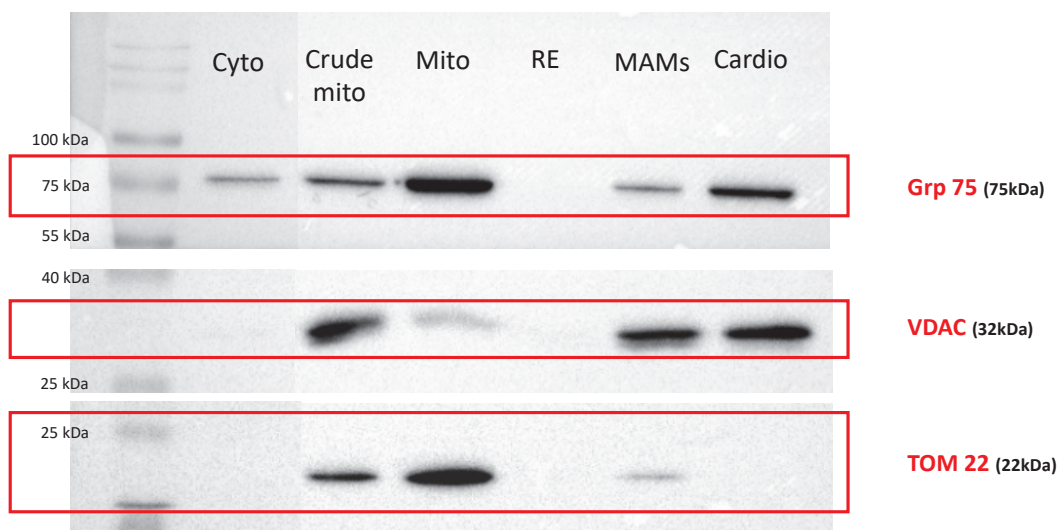 Cyto Crude mito Mito RE MAMs Cardio
100 kDa
75 kDa
Grp 75 (75kDa)
55 kDa
40 kDa
VDAC (32kDa)
25 kDa
25 kDa
TOM 22 (22kDa)